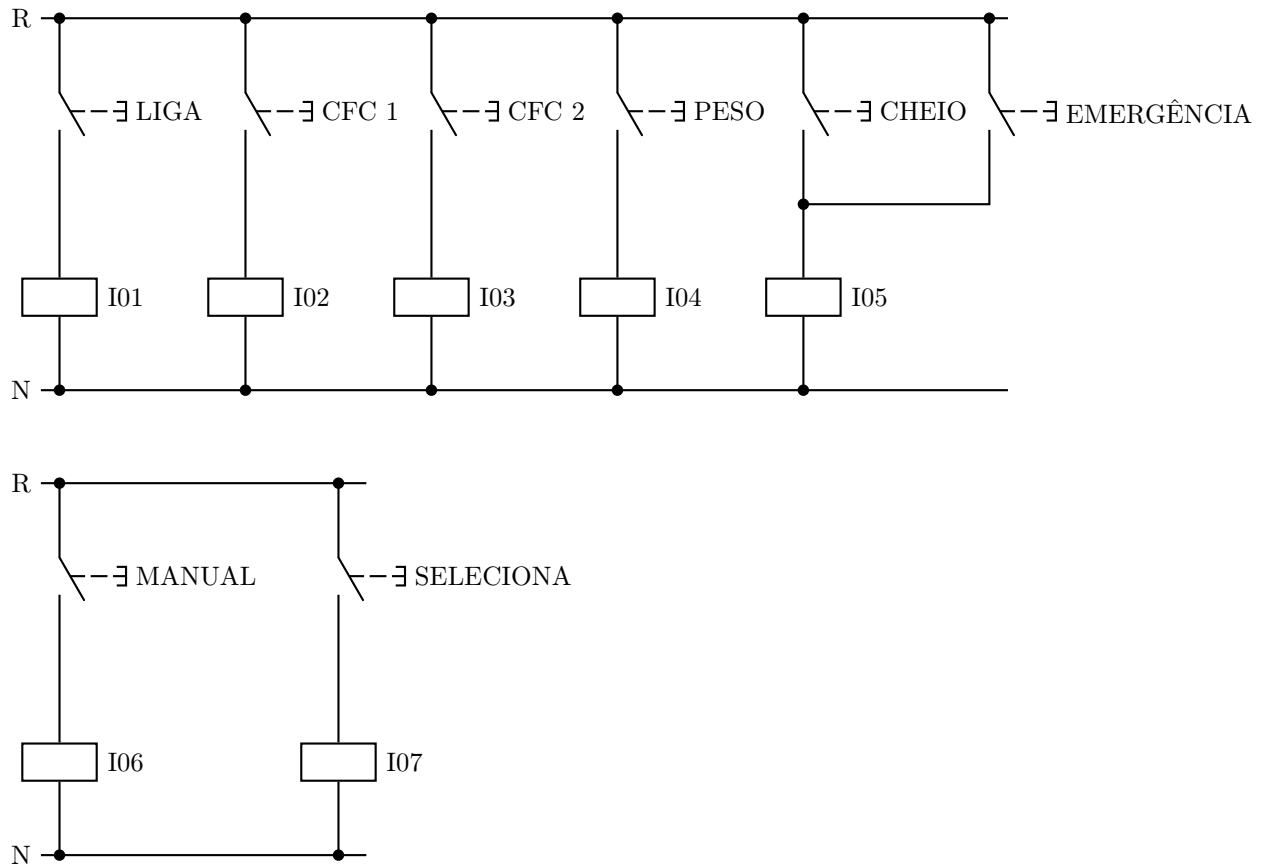 R
LIGA CFC 1 CFC 2 PESO CHEIO EMERGÊNCIA
I01 I02 I03 I04 I05
N
R
MANUAL SELECIONA
I06 I07
N